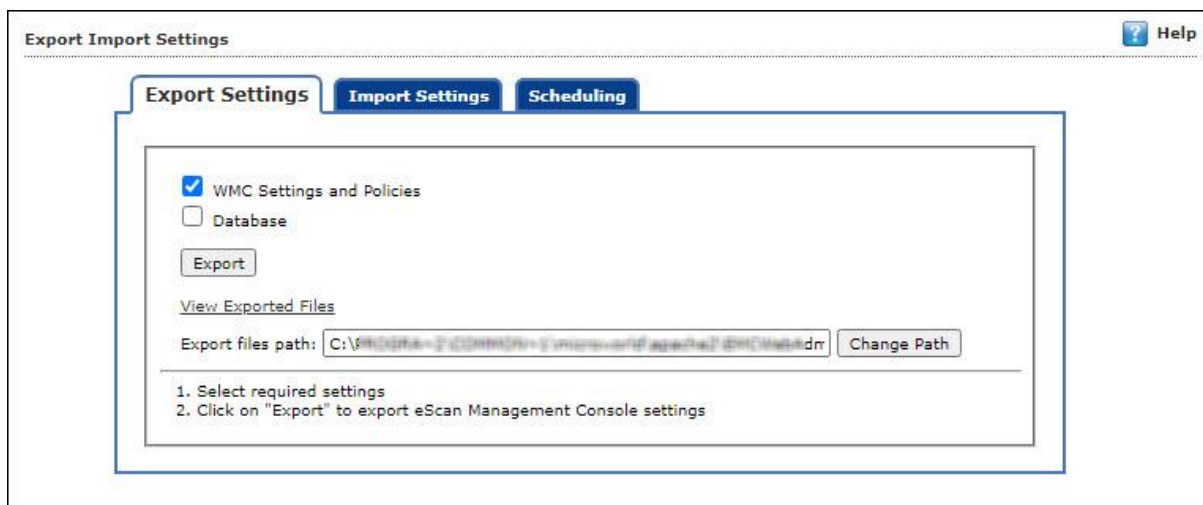 Export Import Settings
Help
Export Settings
Import Settings
Scheduling
WMC Settings and Policies
Database
Export
View Exported Files
Export files path: C:\
Change Path
1. Select required settings
2. Click on "Export" to export eScan Management Console settings